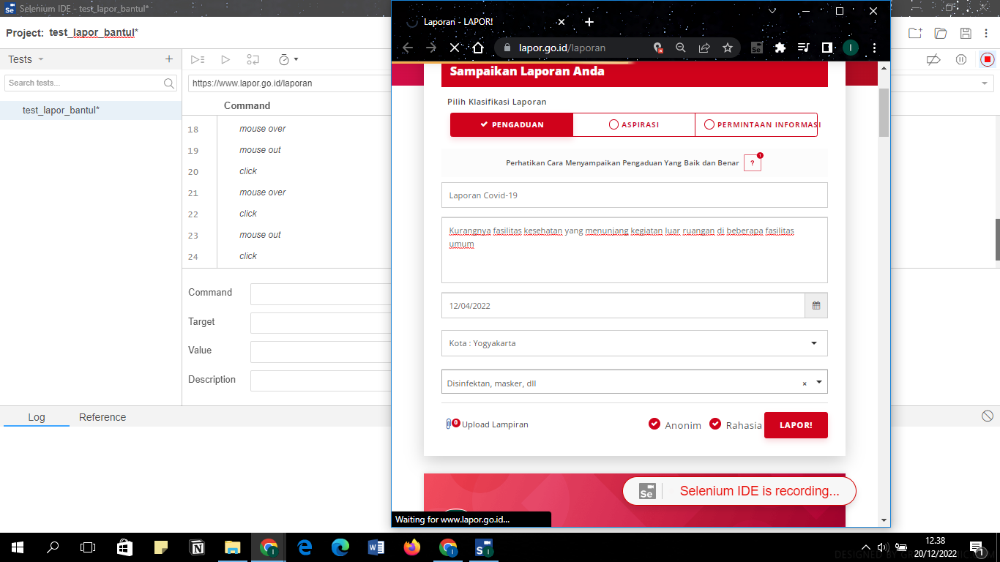 Selenium IDE - test_lapor_bantul*
Project: test_lapor_bantul*
Tests
Search tests...
test_lapor_bantul*
https://www.lapor.go.id/laporan
Command
18 mouse over
19 mouse out
20 click
21 mouse over
22 click
23 mouse out
24 click
Command
Target
Value
Description
Log
Reference
Laporan - LAPOR!
lapor.go.id/laporan
I
Sampaikan Laporan Anda
Pilih Klasifikasi Laporan
PENGADUAN
ASPIRASI
PERMINTAAN INFORMASI
Perhatikan Cara Menyampaikan Pengaduan Yang Baik dan Benar ?
Laporan Covid-19
Kurangnya fasilitas kesehatan yang menunjang kegiatan luar ruangan di beberapa fasilitas
umum
12/04/2022
Kota : Yogyakarta
Disinfektan, masker, dll ×
0 Upload Lampiran
Anonim
Rahasia
LAPOR!
Se Selenium IDE is recording...
Waiting for www.lapor.go.id...
12.38
20/12/2022
1